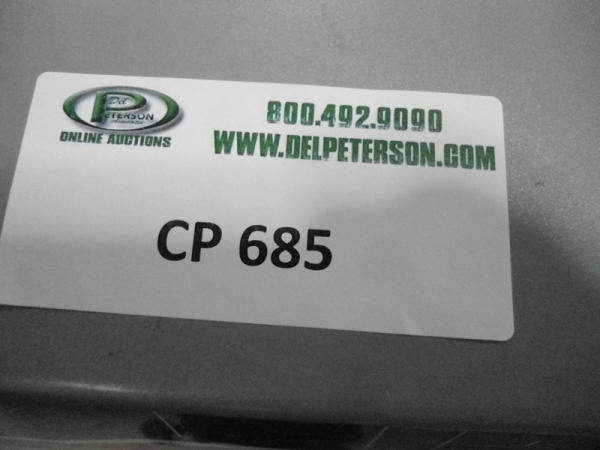 Del
PETERSON
ONLINE AUCTIONS
800.492.9090
WWW.DELPETERSON.COM
CP 685